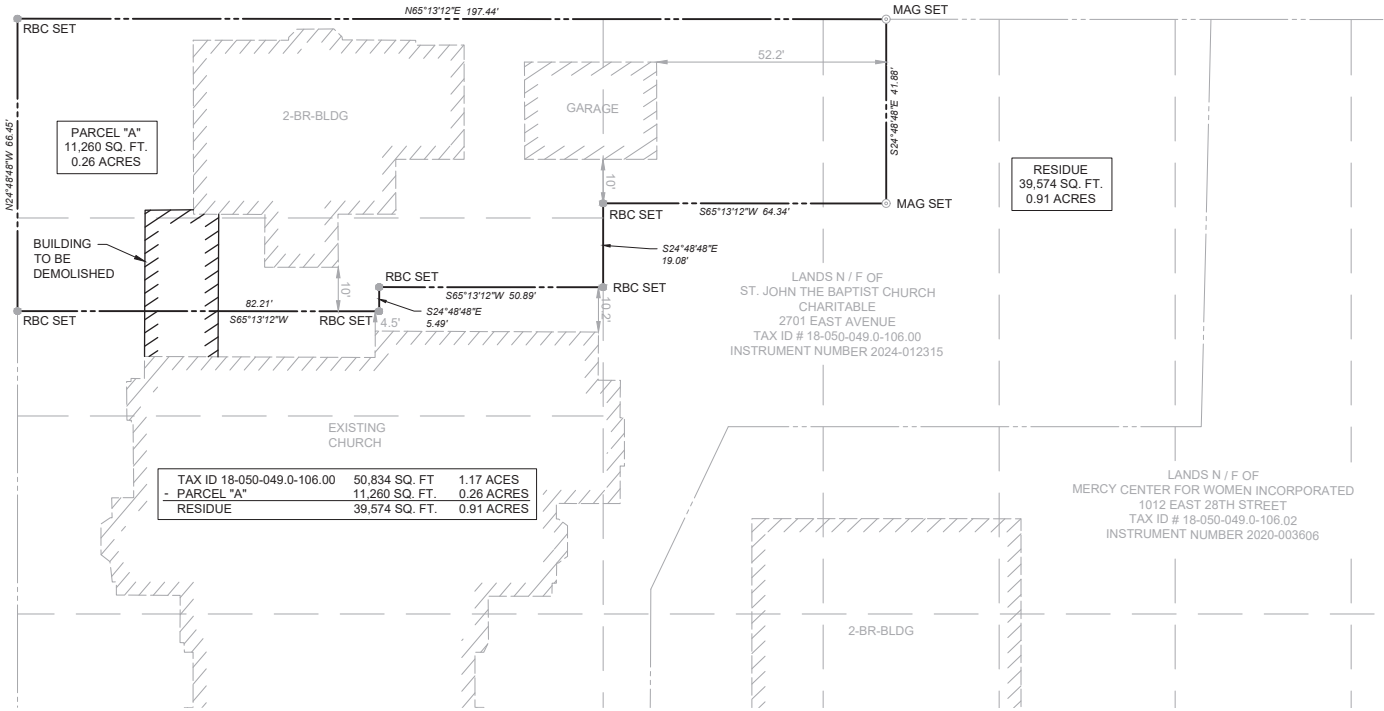 N65°13'12"E 197.44'
MAG SET
RBC SET
52.2'
S24°48'48"E 41.88'
2-BR-BLDG
GARAGE
N24°48'48"W 66.45'
PARCEL "A"
11,260 SQ. FT.
0.26 ACRES
RESIDUE
39,574 SQ. FT.
0.91 ACRES
10'
S65°13'12"W 64.34'
MAG SET
RBC SET
BUILDING
TO BE
DEMOLISHED
S24°48'48"E
19.08'
RBC SET
S65°13'12"W 50.89'
RBC SET
10'
82.21'
S65°13'12"W
RBC SET
RBC SET
S24°48'48"E
5.49'
4.5'
10.2'
LANDS N / F OF
ST. JOHN THE BAPTIST CHURCH
CHARITABLE
2701 EAST AVENUE
TAX ID # 18-050-049.0-106.00
INSTRUMENT NUMBER 2024-012315
EXISTING
CHURCH
TAX ID 18-050-049.0-106.00 50,834 SQ. FT 1.17 ACES
- PARCEL "A" 11,260 SQ. FT. 0.26 ACRES
RESIDUE 39,574 SQ. FT. 0.91 ACRES
LANDS N / F OF
MERCY CENTER FOR WOMEN INCORPORATED
1012 EAST 28TH STREET
TAX ID # 18-050-049.0-106.02
INSTRUMENT NUMBER 2020-003606
2-BR-BLDG